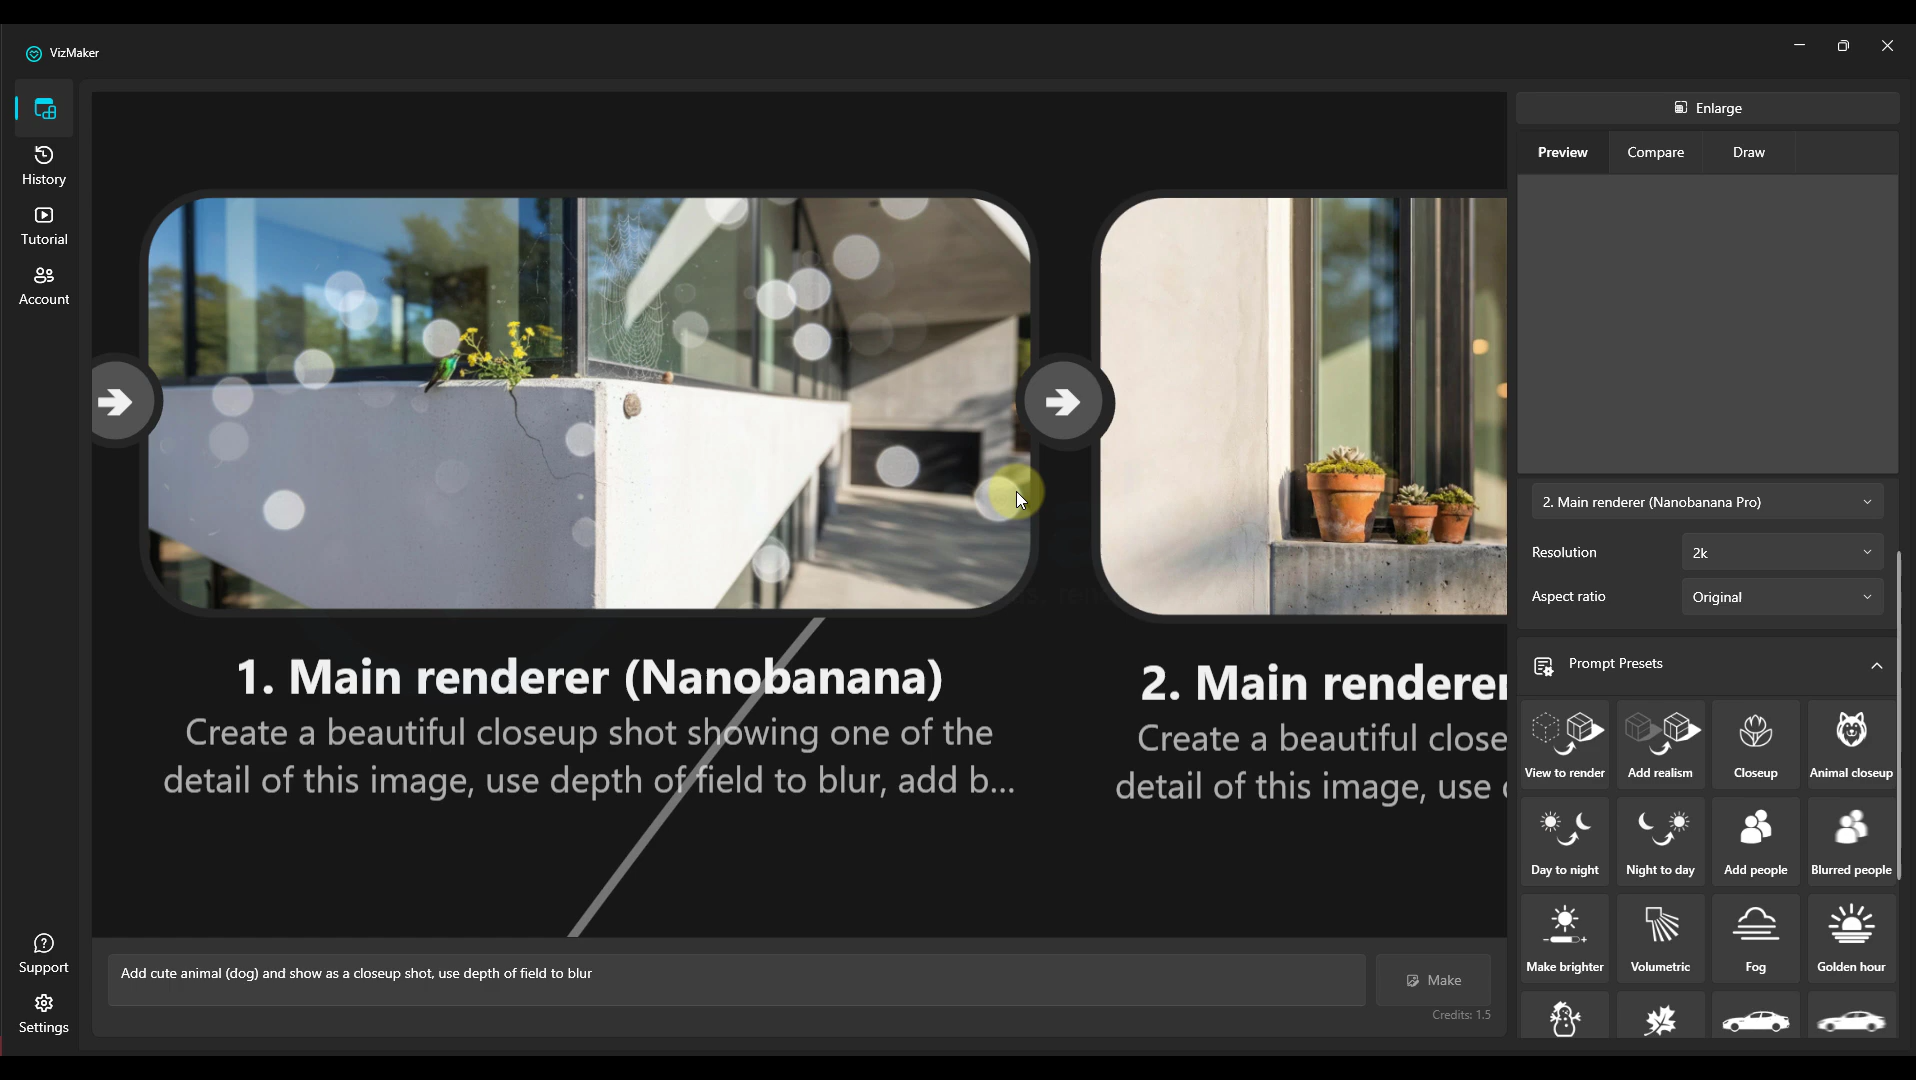 VizMaker
History
Tutorial
Account
Support
Settings
1. Main renderer (Nanobanana)
Create a beautiful closeup shot showing one of the
detail of this image, use depth of field to blur, add b...
2. Main renderer
Create a beautiful close
detail of this image, use
Add cute animal (dog) and show as a closeup shot, use depth of field to blur
Make
Credits: 1.5
Enlarge
Preview Compare Draw
2. Main renderer (Nanobanana Pro)
Resolution 2k
Aspect ratio Original
Prompt Presets
View to render Add realism Closeup Animal closeup
Day to night Night to day Add people Blurred people
Make brighter Volumetric Fog Golden hour